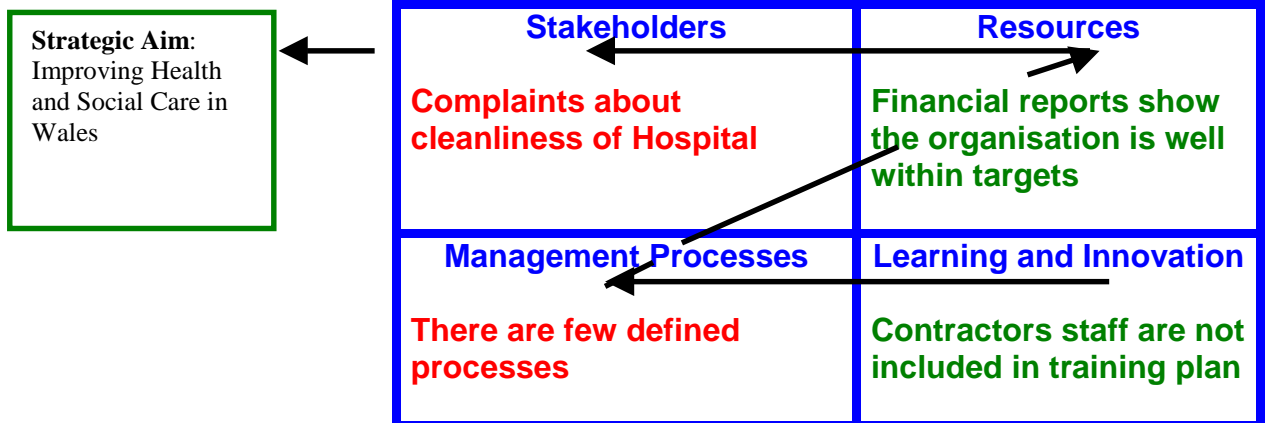 Strategic Aim:
Improving Health
and Social Care in
Wales
Stakeholders
Complaints about
cleanliness of Hospital
Resources
Financial reports show
the organisation is well
within targets
Management Processes
There are few defined
processes
Learning and Innovation
Contractors staff are not
included in training plan